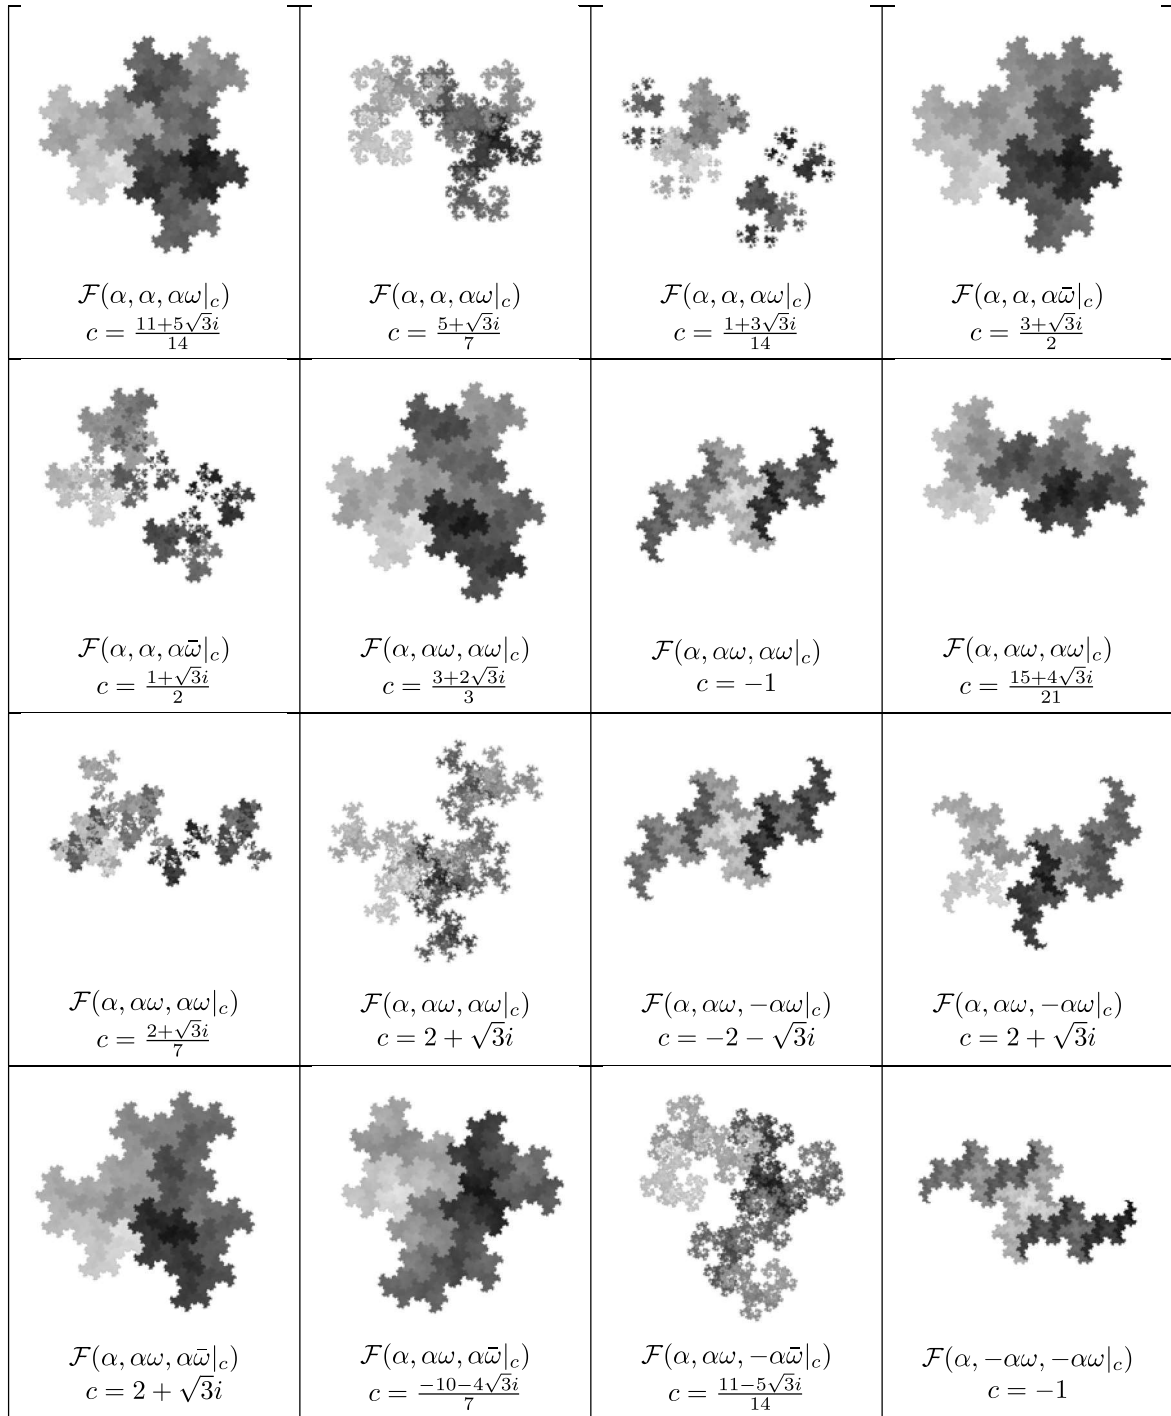 𝓕(α, α, αω|_c)
c = (11+5√3i)/14
𝓕(α, α, αω|_c)
c = (5+√3i)/7
𝓕(α, α, αω|_c)
c = (1+3√3i)/14
𝓕(α, α, αω̄|_c)
c = (3+√3i)/2
𝓕(α, α, αω̄|_c)
c = (1+√3i)/2
𝓕(α, αω, αω|_c)
c = (3+2√3i)/3
𝓕(α, αω, αω|_c)
c = −1
𝓕(α, αω, αω|_c)
c = (15+4√3i)/21
𝓕(α, αω, αω|_c)
c = (2+√3i)/7
𝓕(α, αω, αω|_c)
c = 2 + √3i
𝓕(α, αω, −αω|_c)
c = −2 − √3i
𝓕(α, αω, −αω|_c)
c = 2 + √3i
𝓕(α, αω, αω̄|_c)
c = 2 + √3i
𝓕(α, αω, αω̄|_c)
c = (−10−4√3i)/7
𝓕(α, αω, −αω̄|_c)
c = (11−5√3i)/14
𝓕(α, −αω, −αω|_c)
c = −1